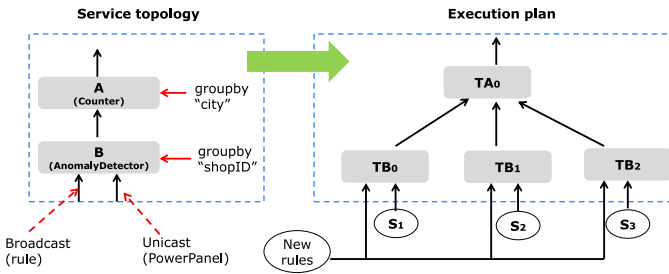 Service topology
Execution plan
A
(Counter)
groupby
“city”
B
(AnomalyDetector)
groupby
“shopID”
Broadcast
(rule)
Unicast
(PowerPanel)
TA0
TB0
TB1
TB2
S1
S2
S3
New
rules